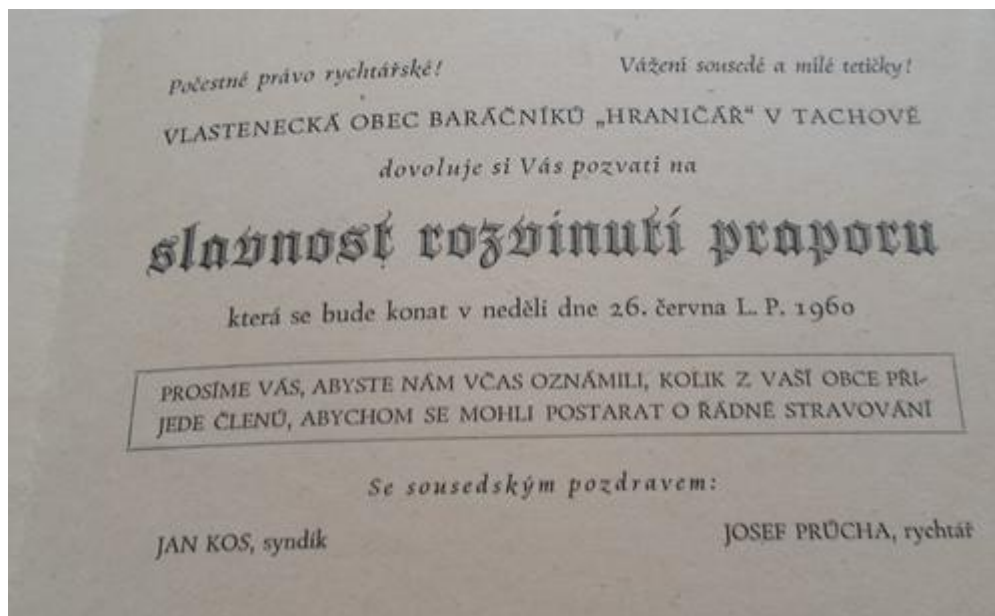 Počestné právo rychtářské! Vážení sousedé a milé tetičky!
VLASTENECKÁ OBEC BARÁČNÍKŮ „HRANIČÁŘ“ V TACHOVĚ
dovoluje si Vás pozvati na
slavnost rozvinutí praporu
která se bude konat v neděli dne 26. června L. P. 1960
PROSÍME VÁS, ABYSTE NÁM VČAS OZNÁMILI, KOLIK Z VAŠÍ OBCE PŘI-
JEDE ČLENŮ, ABYCHOM SE MOHLI POSTARAT O ŘÁDNÉ STRAVOVÁNÍ
Se sousedským pozdravem:
JAN KOS, syndík JOSEF PRŮCHA, rychtář